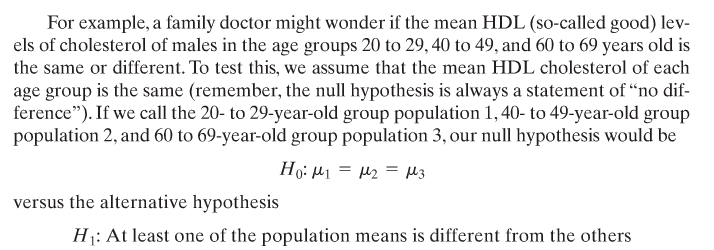 For example, a family doctor might wonder if the mean HDL (so-called good) lev-
els of cholesterol of males in the age groups 20 to 29, 40 to 49, and 60 to 69 years old is
the same or different. To test this, we assume that the mean HDL cholesterol of each
age group is the same (remember, the null hypothesis is always a statement of “no dif-
ference”). If we call the 20- to 29-year-old group population 1, 40- to 49-year-old group
population 2, and 60 to 69-year-old group population 3, our null hypothesis would be
H₀: μ₁ = μ₂ = μ₃
versus the alternative hypothesis
H₁: At least one of the population means is different from the others